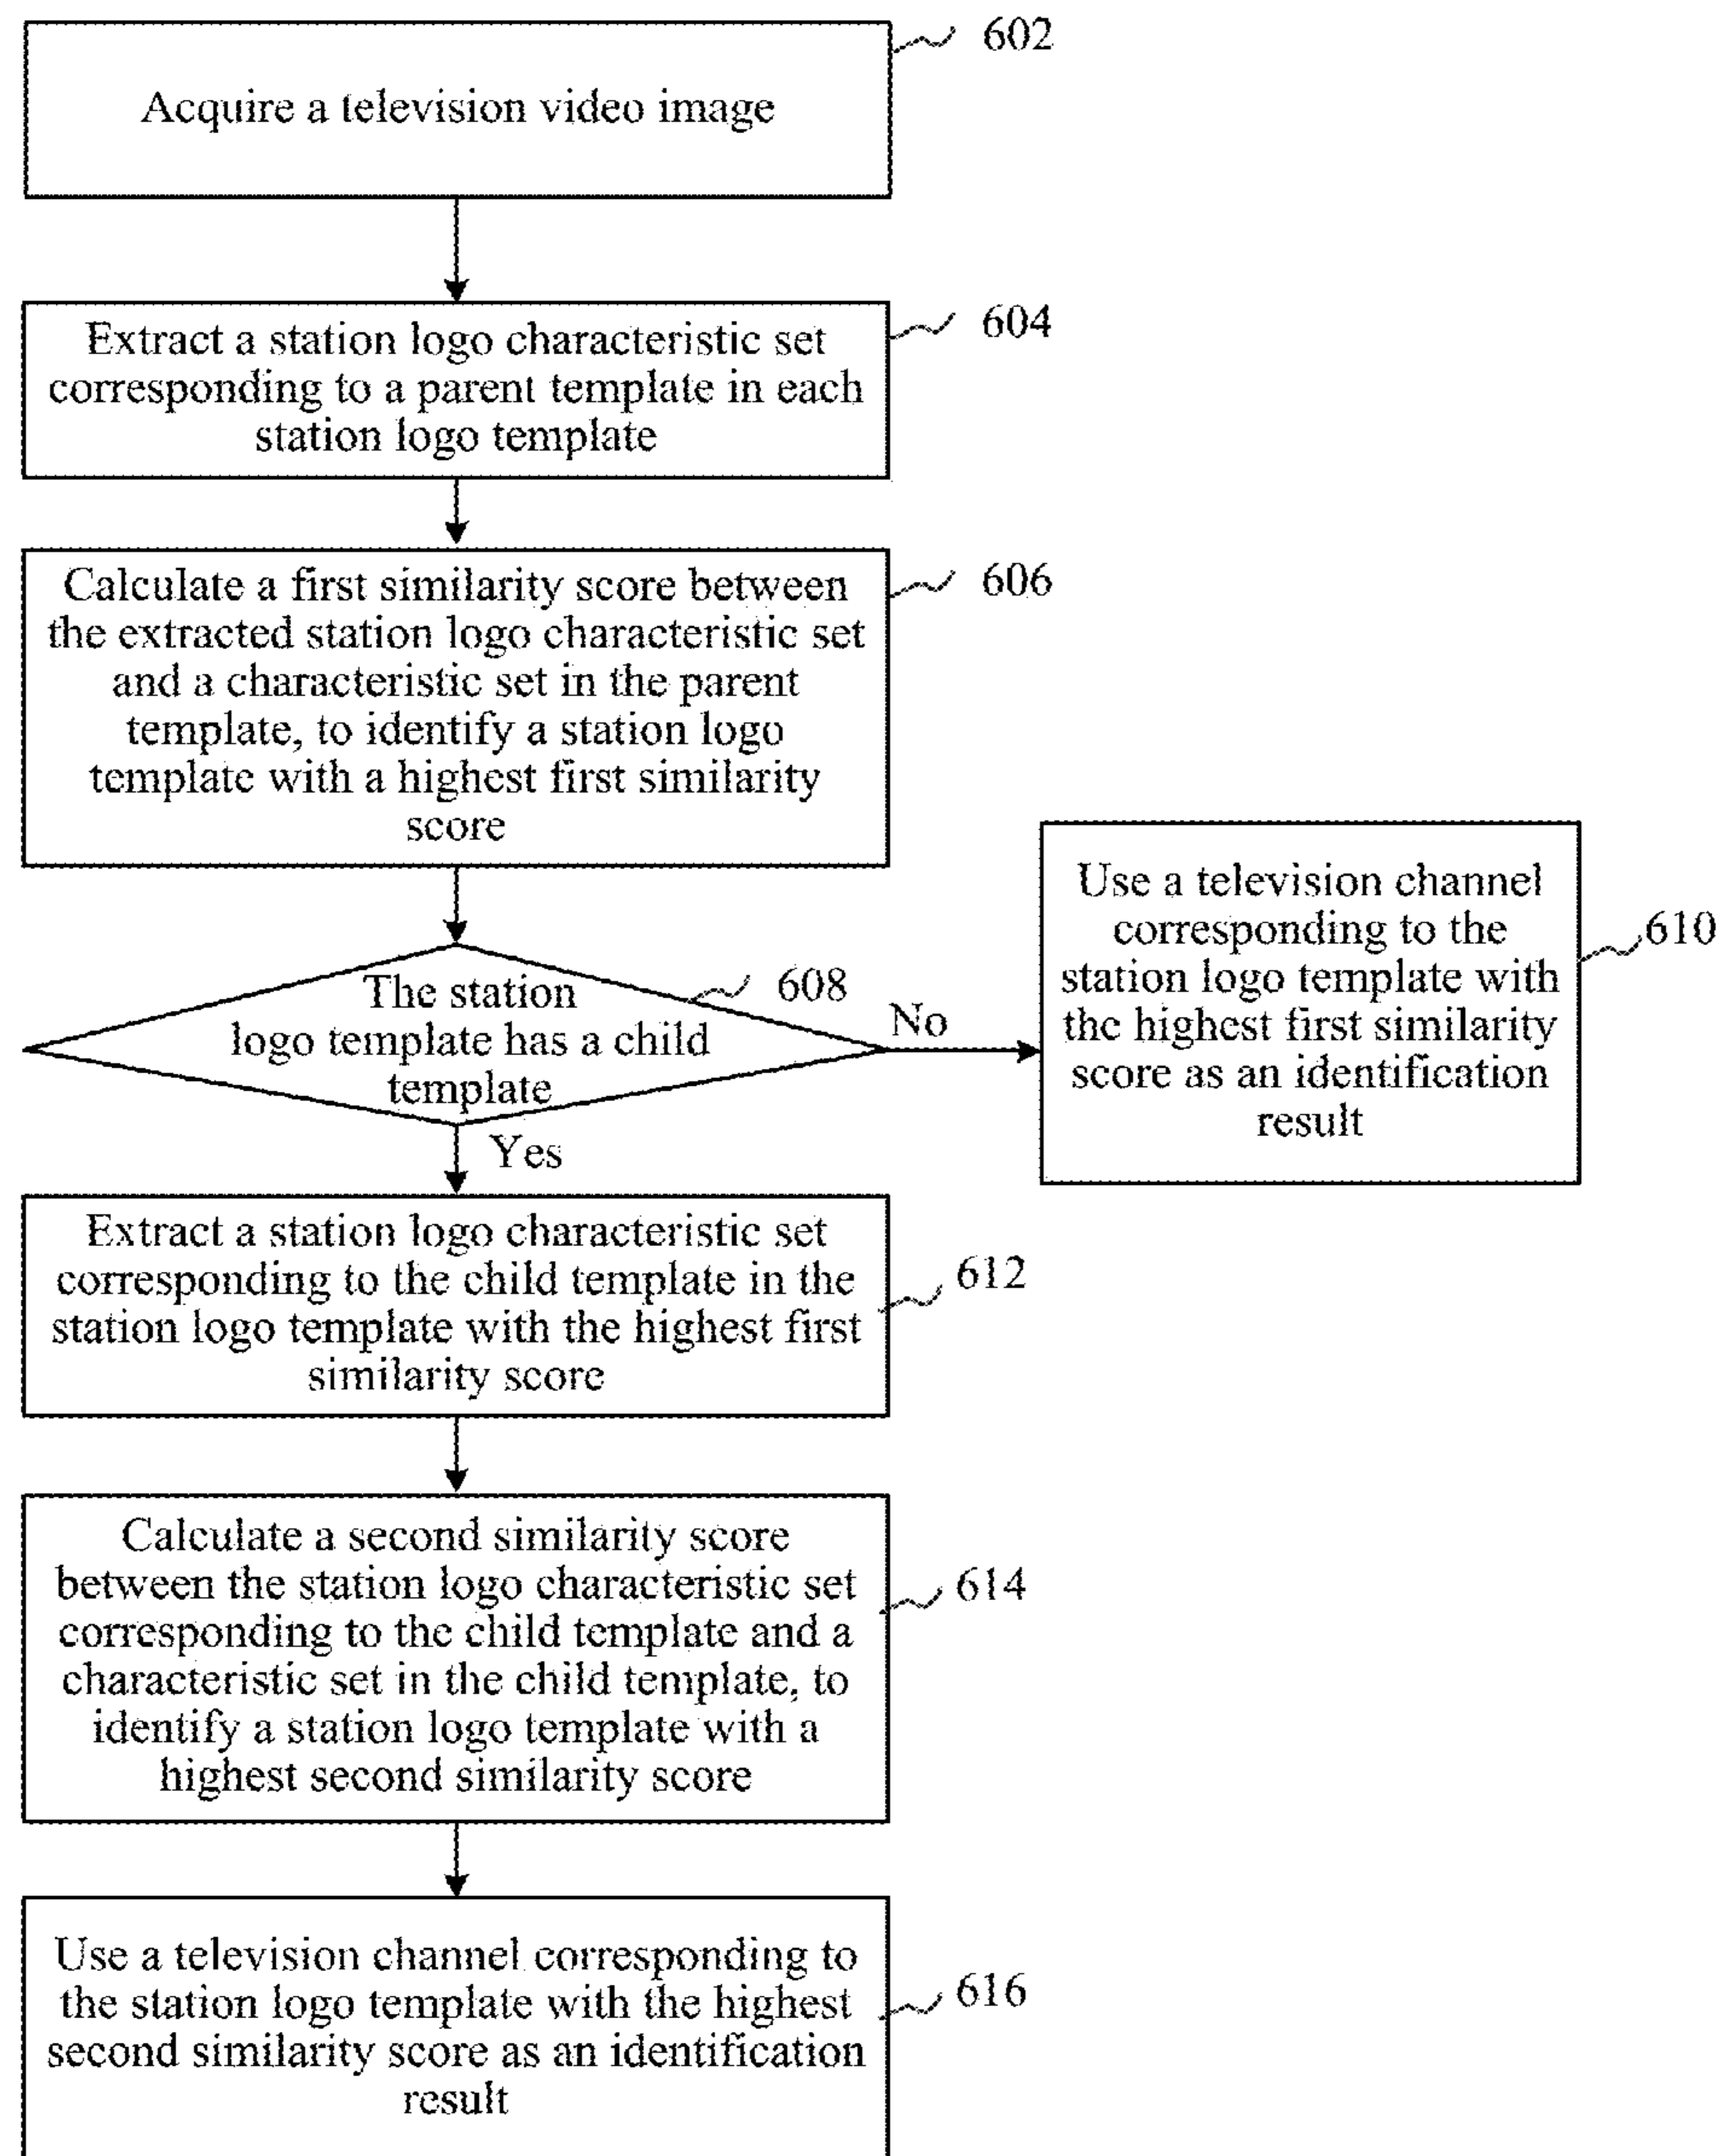 602
Acquire a television video image
604
Extract a station logo characteristic set
corresponding to a parent template in each
station logo template
606
Calculate a first similarity score between
the extracted station logo characteristic set
and a characteristic set in the parent
template, to identify a station logo
template with a highest first similarity
score
608
The station
logo template has a child
template
No
610
Use a television channel
corresponding to the
station logo template with
the highest first similarity
score as an identification
result
Yes
612
Extract a station logo characteristic set
corresponding to the child template in the
station logo template with the highest first
similarity score
614
Calculate a second similarity score
between the station logo characteristic set
corresponding to the child template and a
characteristic set in the child template, to
identify a station logo template with a
highest second similarity score
616
Use a television channel corresponding to
the station logo template with the highest
second similarity score as an identification
result